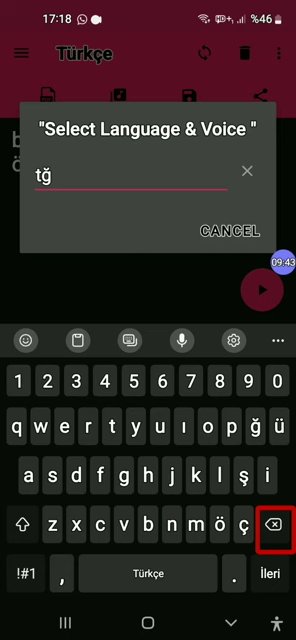 17:18
%46
Türkçe
"Select Language & Voice "
tğ
CANCEL
09:43
1 2 3 4 5 6 7 8 9 0
q w e r t y u ı o p ğ ü
a s d f g h j k l ş i
z x c v b n m ö ç
!#1 , Türkçe . İleri